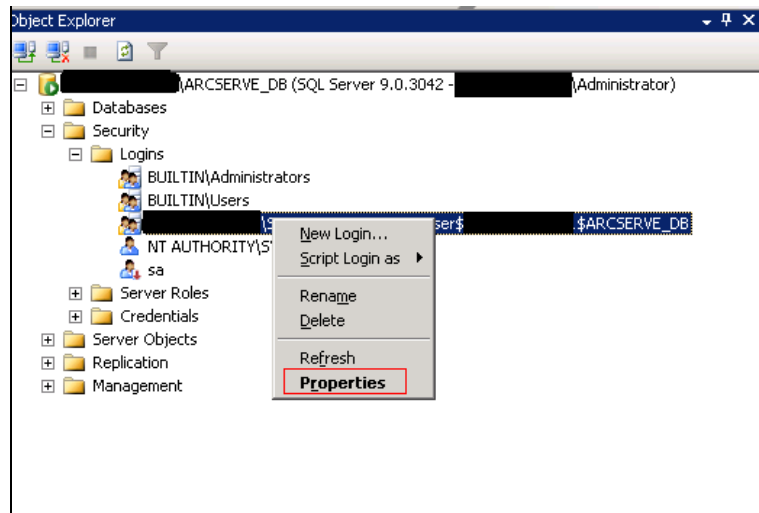 Object Explorer
\ARCSERVE_DB (SQL Server 9.0.3042 - \Administrator)
Databases
Security
Logins
BUILTIN\Administrators
BUILTIN\Users
\S ser$ .$ARCSERVE_DB
NT AUTHORITY\S
sa
Server Roles
Credentials
Server Objects
Replication
Management
New Login...
Script Login as
Rename
Delete
Refresh
Properties